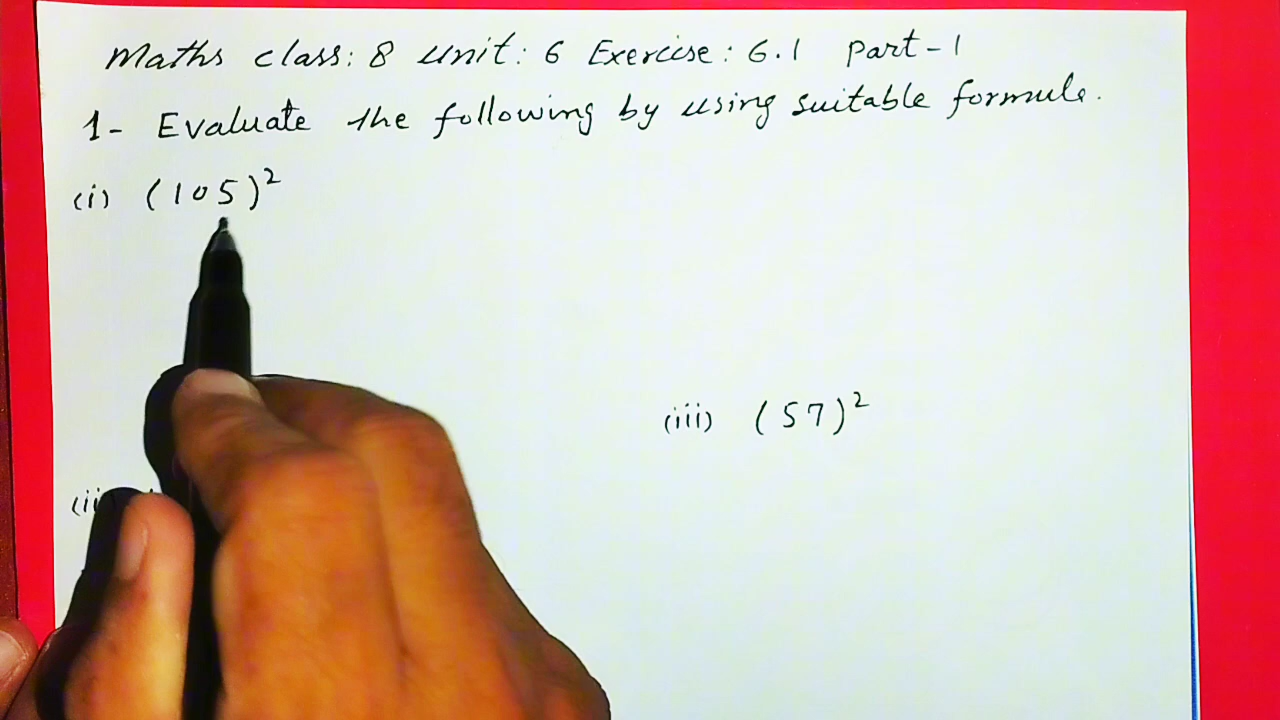 Maths class: 8 unit: 6 Exercise: 6.1 Part-1
1- Evaluate the following by using suitable formule.
(i) (105)²
(iii) (57)²
(ii)